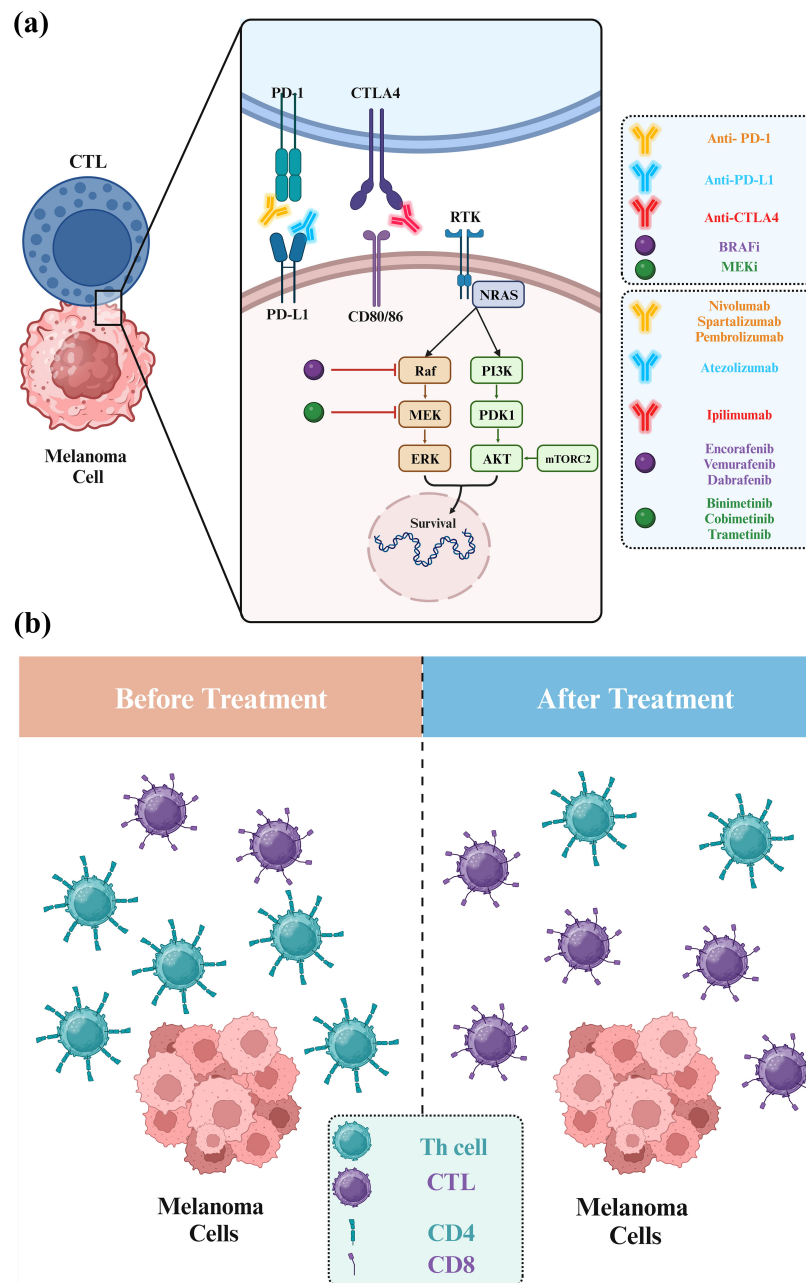 (a)
CTL
Melanoma
Cell
PD-1
CTLA4
PD-L1
CD80/86
RTK
NRAS
Raf
PI3K
MEK
PDK1
ERK
AKT
mTORC2
Survival
Anti- PD-1
Anti-PD-L1
Anti-CTLA4
BRAFi
MEKi
Nivolumab
Spartalizumab
Pembrolizumab
Atezolizumab
Ipilimumab
Encorafenib
Vemurafenib
Dabrafenib
Binimetinib
Cobimetinib
Trametinib
(b)
Before Treatment
After Treatment
Melanoma
Cells
Th cell
CTL
CD4
CD8
Melanoma
Cells